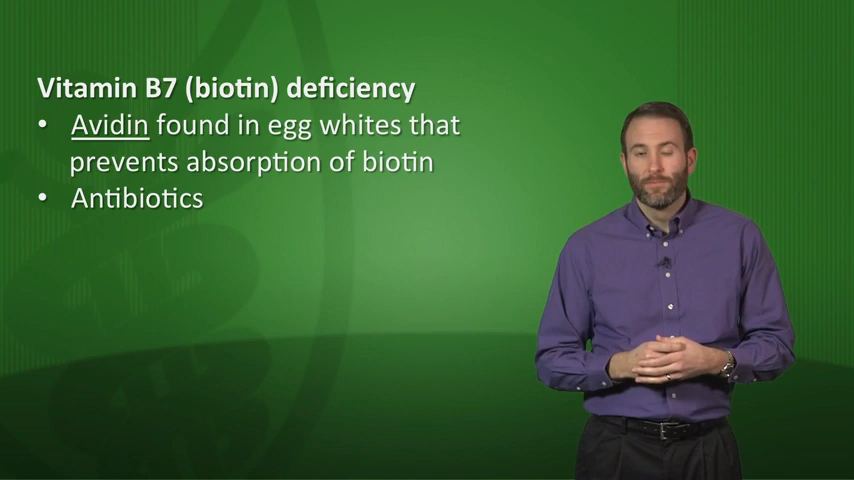 Vitamin B7 (biotin) deficiency
• Avidin found in egg whites that
prevents absorption of biotin
• Antibiotics